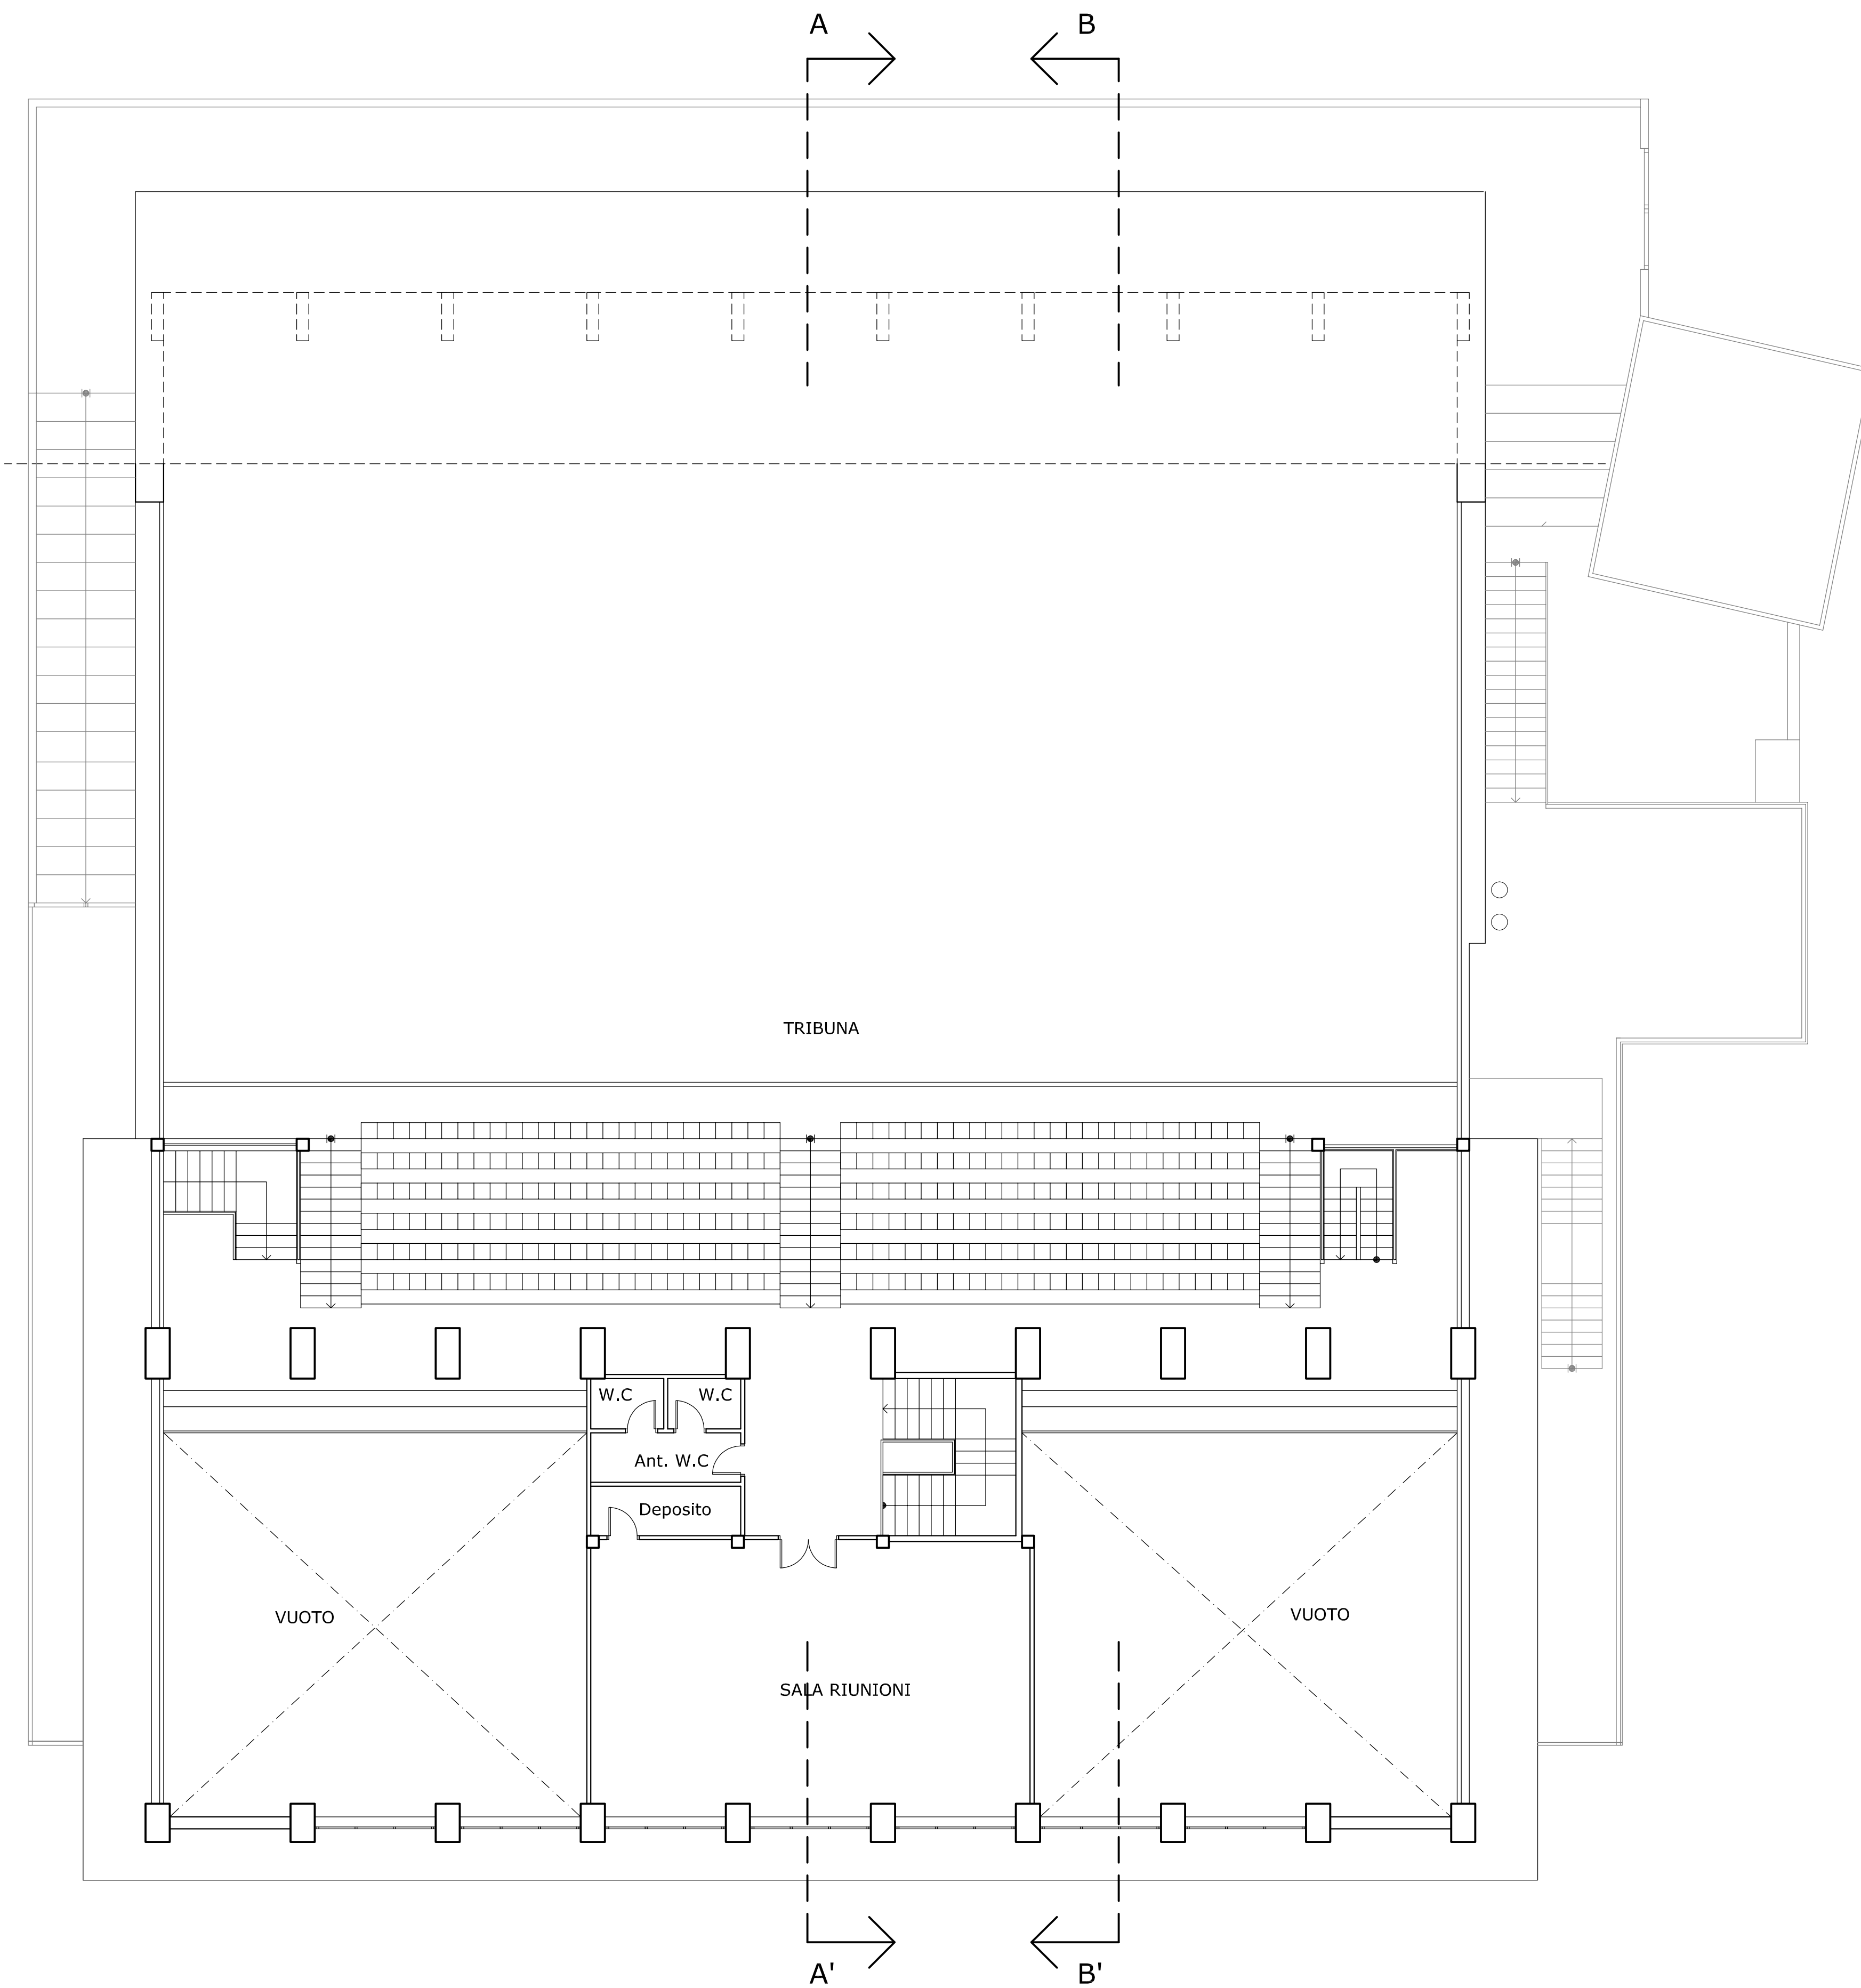 A
B
TRIBUNA
W.C
W.C
Ant. W.C
Deposito
VUOTO
VUOTO
SALA RIUNIONI
A'
B'